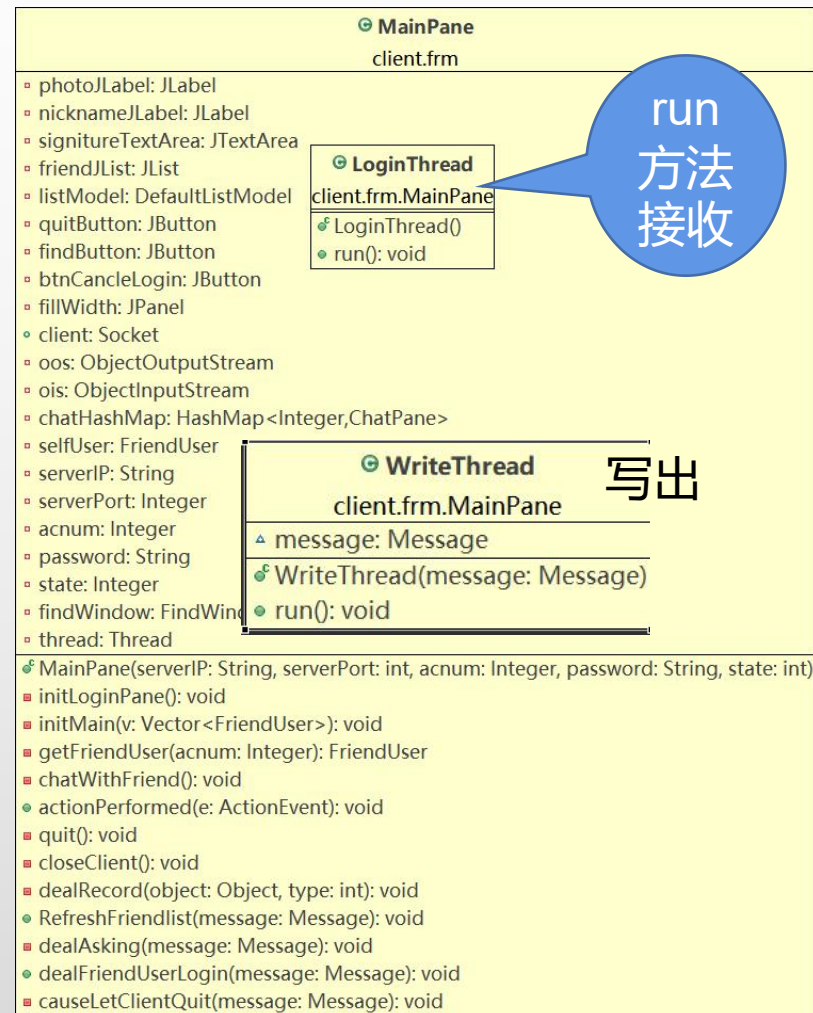 MainPane
client.frm
photoJLabel: JLabel
nicknameJLabel: JLabel
signitureTextArea: JTextArea
friendJList: JList
listModel: DefaultListModel
quitButton: JButton
findButton: JButton
btnCancleLogin: JButton
fillWidth: JPanel
client: Socket
oos: ObjectOutputStream
ois: ObjectInputStream
chatHashMap: HashMap<Integer,ChatPane>
selfUser: FriendUser
serverIP: String
serverPort: Integer
acnum: Integer
password: String
state: Integer
findWindow: FindWind
thread: Thread
LoginThread
client.frm.MainPane
LoginThread()
run(): void
run
方法
接收
WriteThread
client.frm.MainPane
message: Message
WriteThread(message: Message)
run(): void
写出
MainPane(serverIP: String, serverPort: int, acnum: Integer, password: String, state: int)
initLoginPane(): void
initMain(v: Vector<FriendUser>): void
getFriendUser(acnum: Integer): FriendUser
chatWithFriend(): void
actionPerformed(e: ActionEvent): void
quit(): void
closeClient(): void
dealRecord(object: Object, type: int): void
RefreshFriendlist(message: Message): void
dealAsking(message: Message): void
dealFriendUserLogin(message: Message): void
causeLetClientQuit(message: Message): void